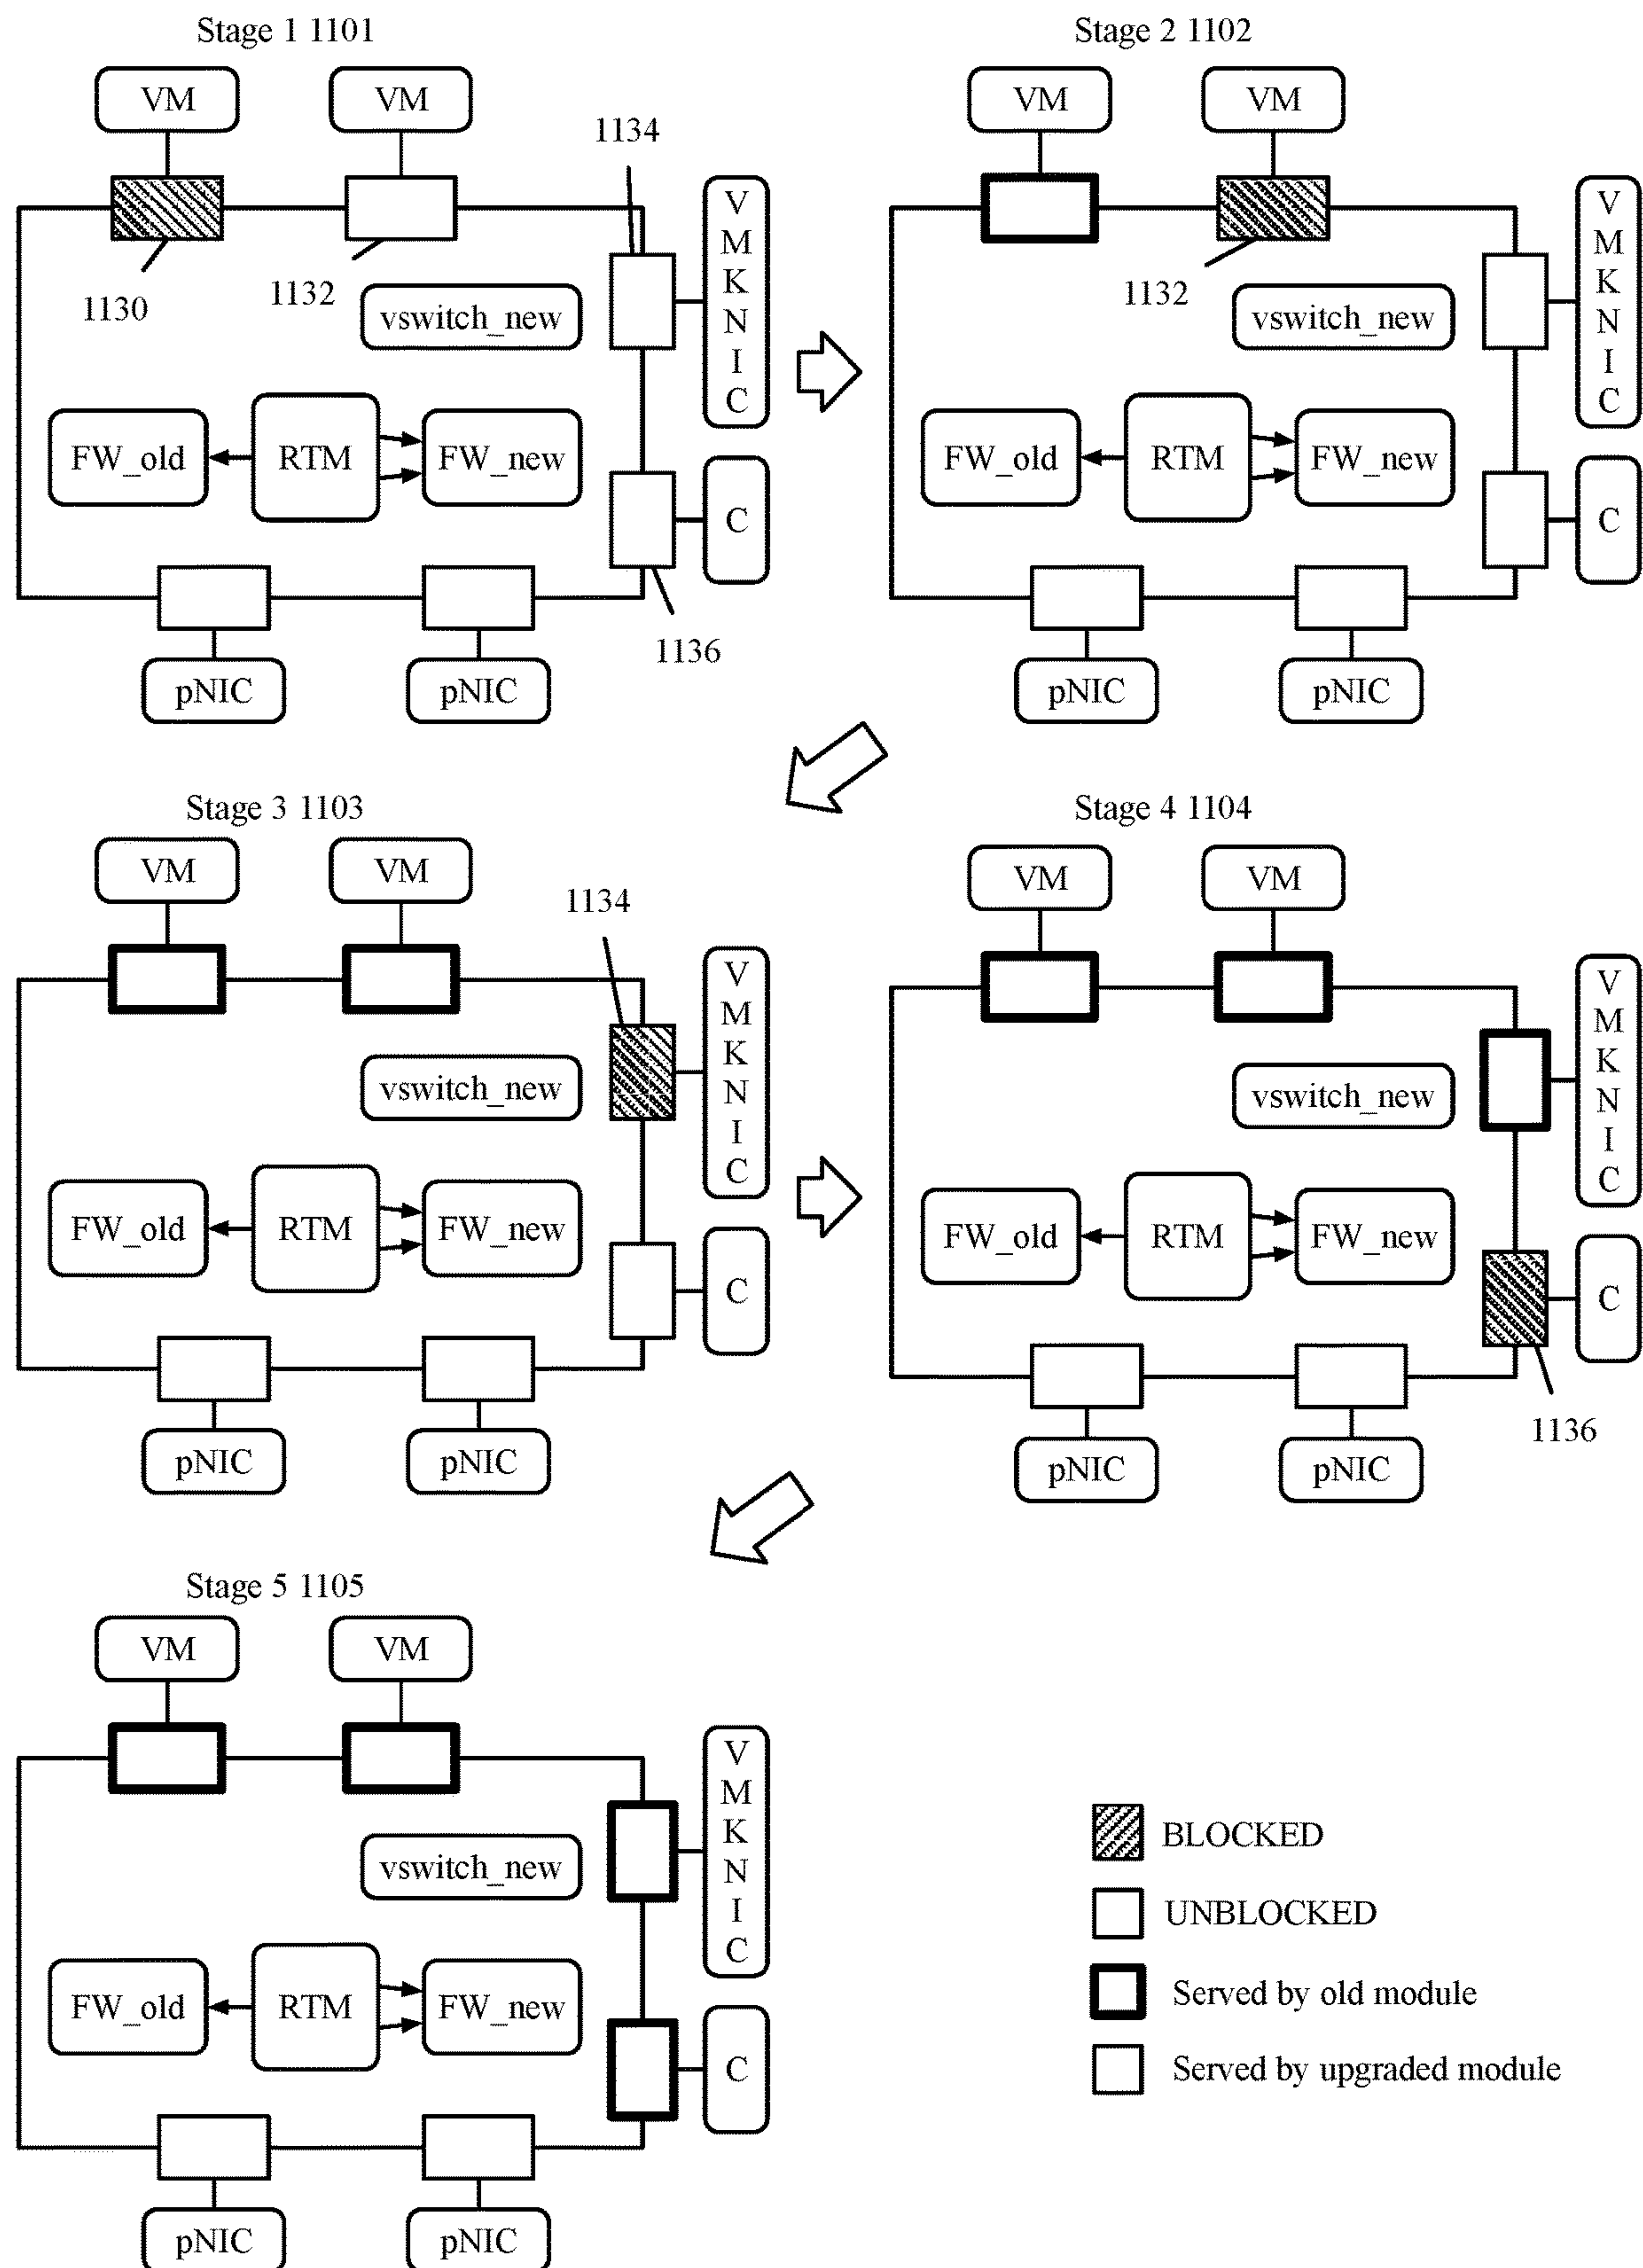 Stage 1 1101
VM
VM
1134
1130
1132
vswitch_new
VMKNIC
FW_old
RTM
FW_new
C
1136
pNIC
pNIC
Stage 2 1102
VM
VM
1132
vswitch_new
VMKNIC
FW_old
RTM
FW_new
C
pNIC
pNIC
Stage 3 1103
VM
VM
1134
vswitch_new
VMKNIC
FW_old
RTM
FW_new
C
pNIC
pNIC
Stage 4 1104
VM
VM
vswitch_new
VMKNIC
FW_old
RTM
FW_new
C
1136
pNIC
pNIC
Stage 5 1105
VM
VM
vswitch_new
VMKNIC
FW_old
RTM
FW_new
C
pNIC
pNIC
BLOCKED
UNBLOCKED
Served by old module
Served by upgraded module